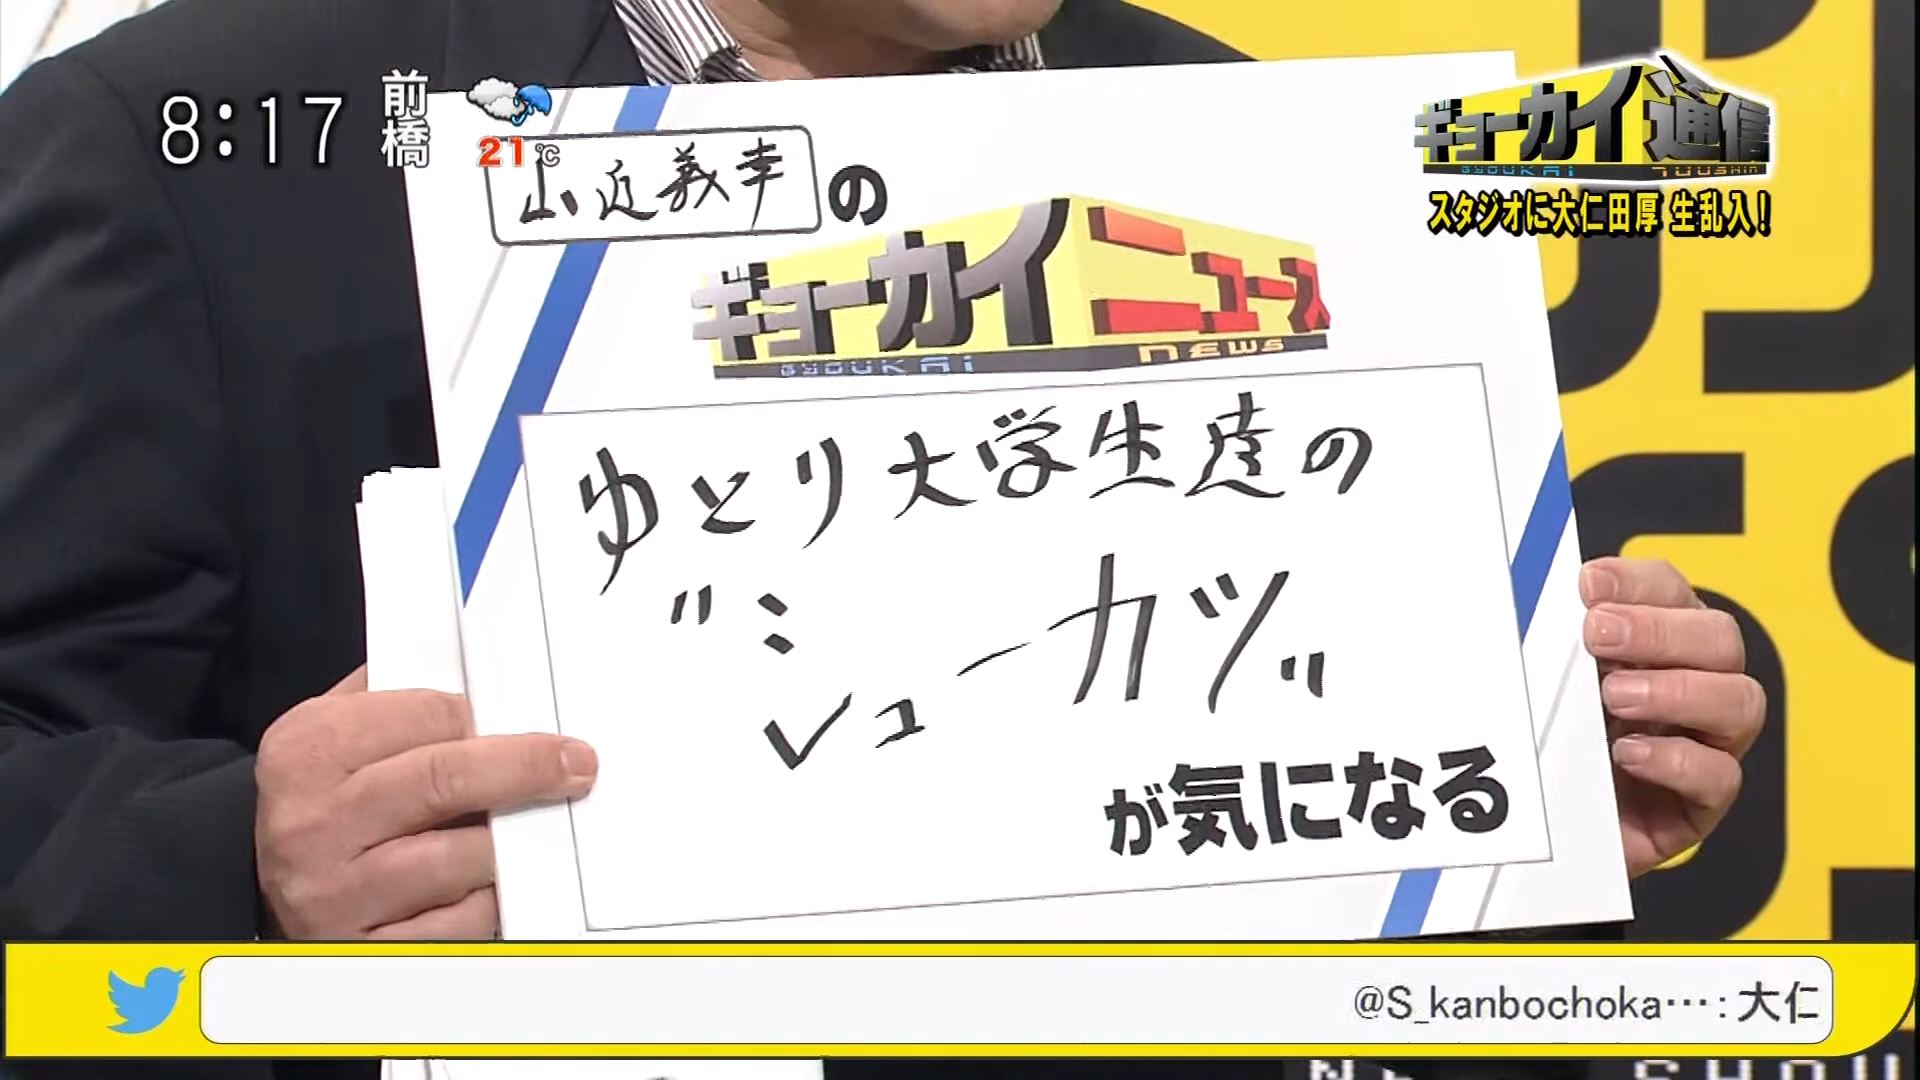 8:17
前橋
21℃
ギョーカイ通信
GYOUKAI TUUSHIN
スタジオに大仁田厚 生乱入!
山近義幸の
ギョーカイニュース
GYOUKAI NEWS
ゆとり大学生達の
"シューカツ"
が気になる
@S_kanbochoka…:大仁